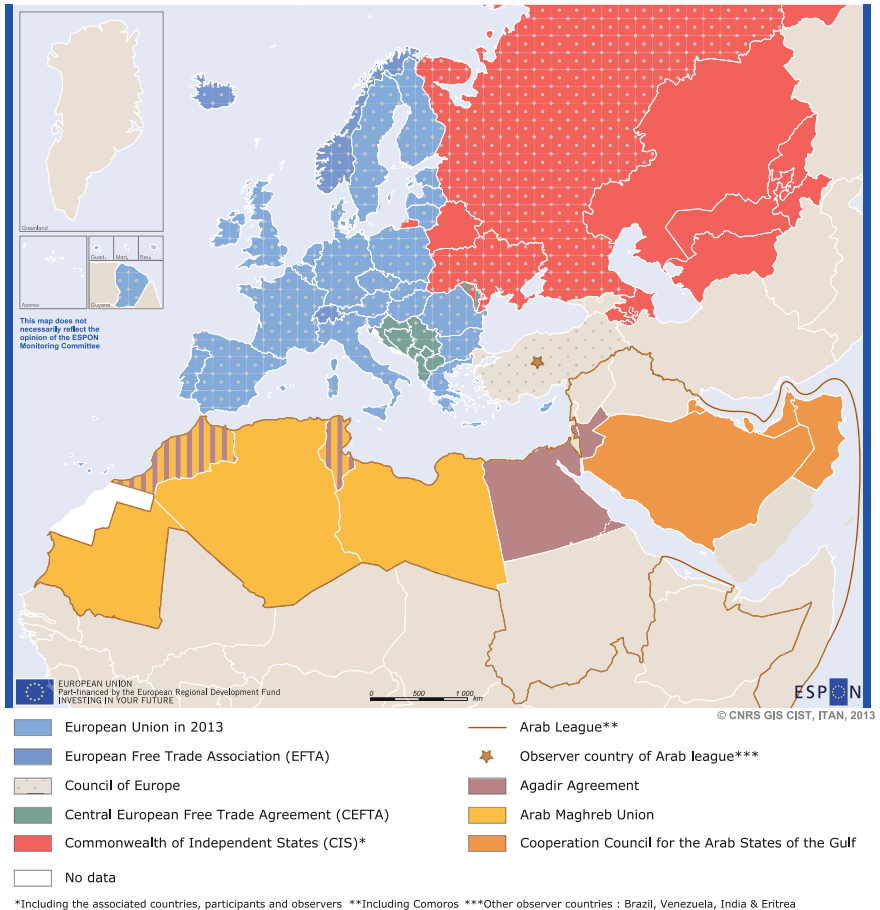 Greenland
Guad. Mart. Reu.
Azores
Guyane
This map does not
necessarily reflect the
opinion of the ESPON
Monitoring Committee
EUROPEAN UNION
Part-financed by the European Regional Development Fund
INVESTING IN YOUR FUTURE
0 500 1 000
km
ESPON
© CNRS GIS CIST, ITAN, 2013
European Union in 2013
European Free Trade Association (EFTA)
Council of Europe
Central European Free Trade Agreement (CEFTA)
Commonwealth of Independent States (CIS)*
No data
Arab League**
Observer country of Arab league***
Agadir Agreement
Arab Maghreb Union
Cooperation Council for the Arab States of the Gulf
*Including the associated countries, participants and observers **Including Comoros ***Other observer countries : Brazil, Venezuela, India & Eritrea